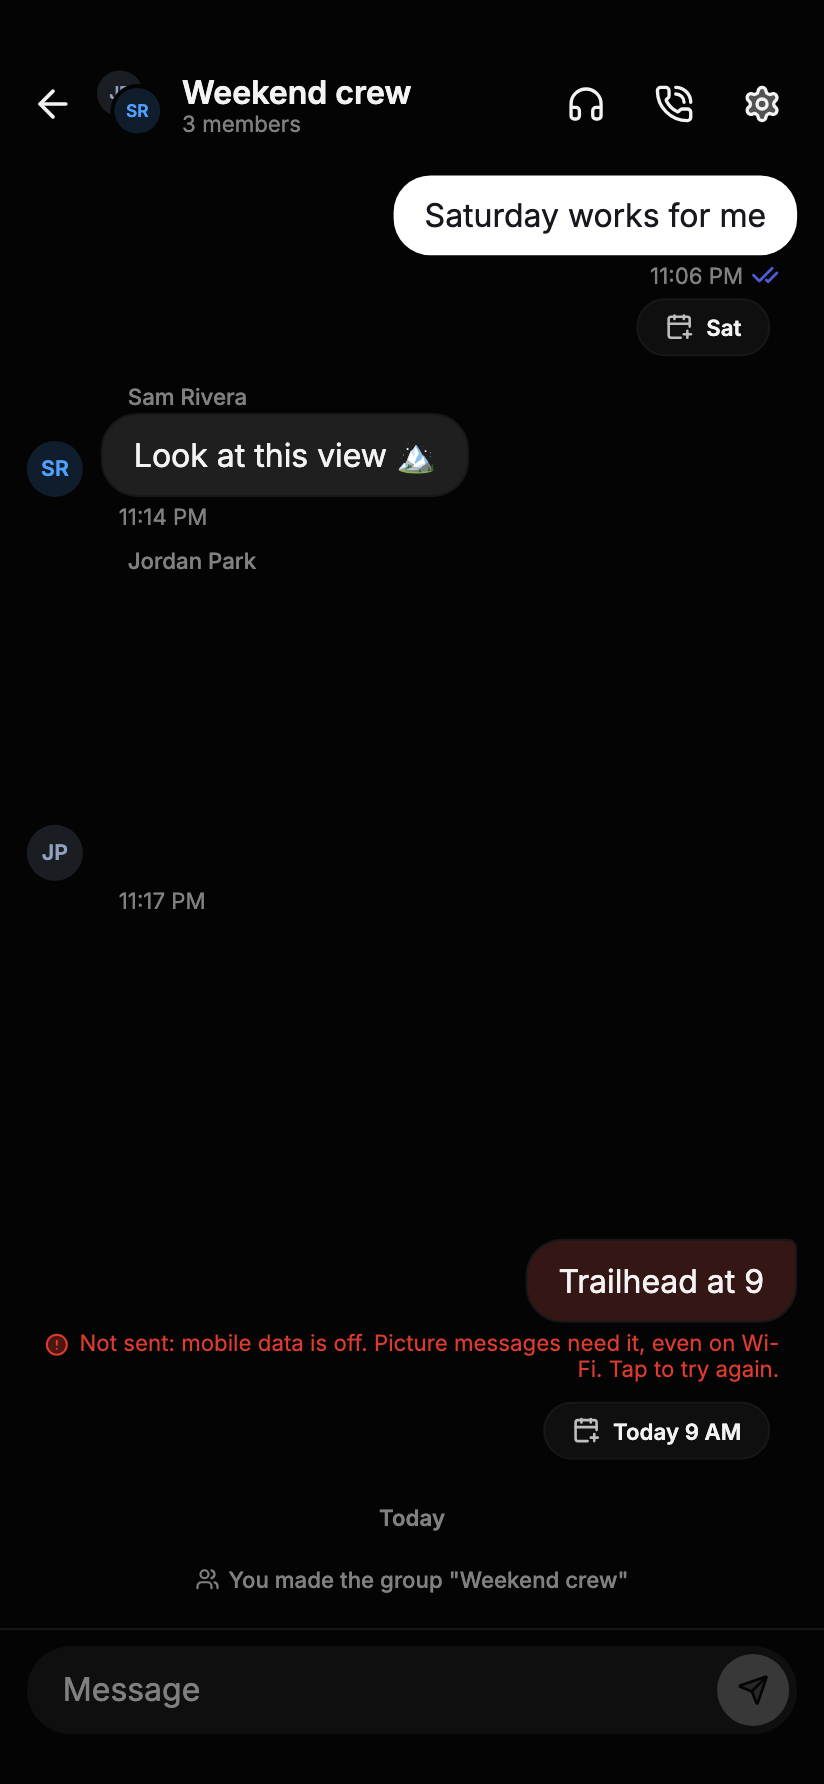 Weekend crew
3 members
SR
Saturday works for me
11:06 PM
Sat
Sam Rivera
Look at this view 🏔️
SR
11:14 PM
Jordan Park
JP
11:17 PM
Trailhead at 9
Not sent: mobile data is off. Picture messages need it, even on Wi-
Fi. Tap to try again.
Today 9 AM
Today
You made the group "Weekend crew"
Message